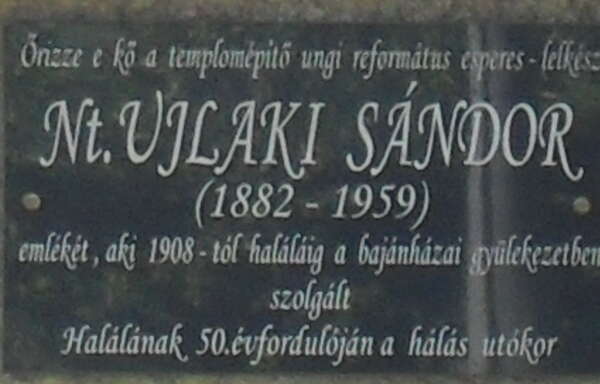 Őrizze e kő a templomépitő ungi református esperes - lelkész
Nt. UJLAKI SÁNDOR
(1882 - 1959)
emlékét, aki 1908 - tól haláláig a bajánházai gyülekezetben
szolgált
Halálának 50. évfordulóján a hálás utókor